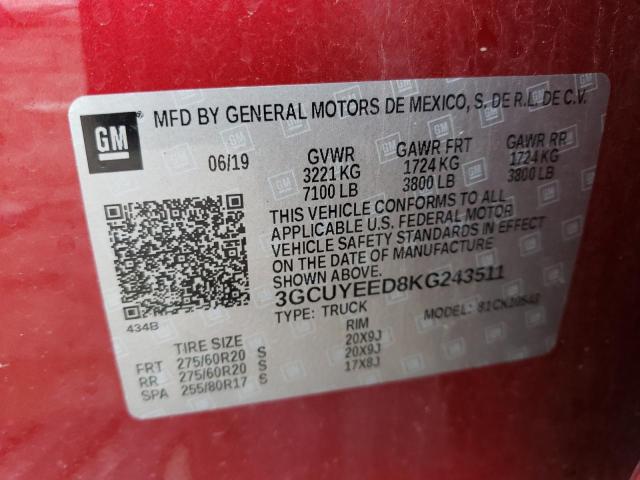 GM
MFD BY GENERAL MOTORS DE MEXICO, S. DE R.L. DE C.V.
06/19 GVWR GAWR FRT GAWR RR
3221 KG 1724 KG 1724 KG
7100 LB 3800 LB 3800 LB
THIS VEHICLE CONFORMS TO ALL
APPLICABLE U.S. FEDERAL MOTOR
VEHICLE SAFETY STANDARDS IN EFFECT
ON THE DATE OF MANUFACTURE
SHOWN ABOVE.
3GCUYEED8KG243511
434B TYPE: TRUCK MODEL:
TIRE SIZE RIM
FRT 275/60R20 S 20X9J
RR 275/60R20 S 20X9J
SPA 255/80R17 S 17X8J